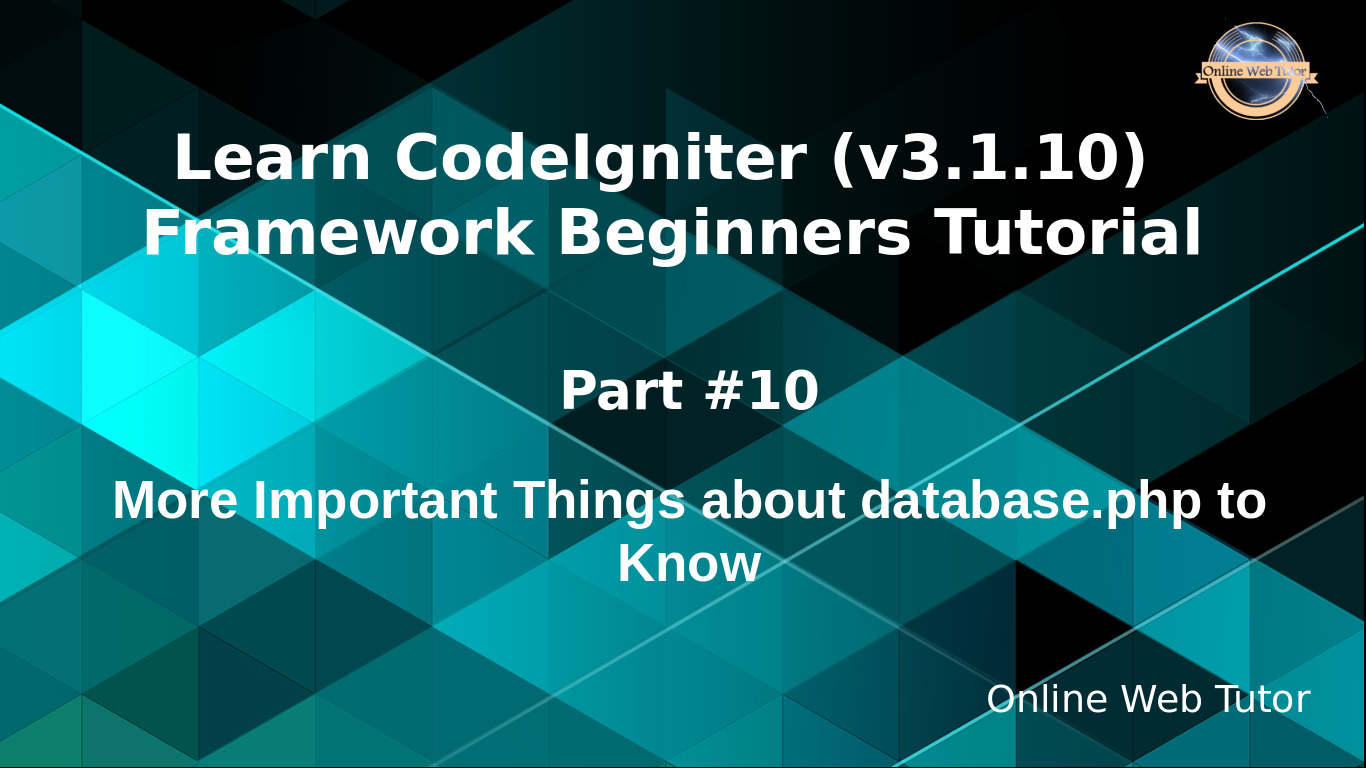 Online Web Tutor
Learn CodeIgniter (v3.1.10)
Framework Beginners Tutorial
Part #10
More Important Things about database.php to
Know
Online Web Tutor